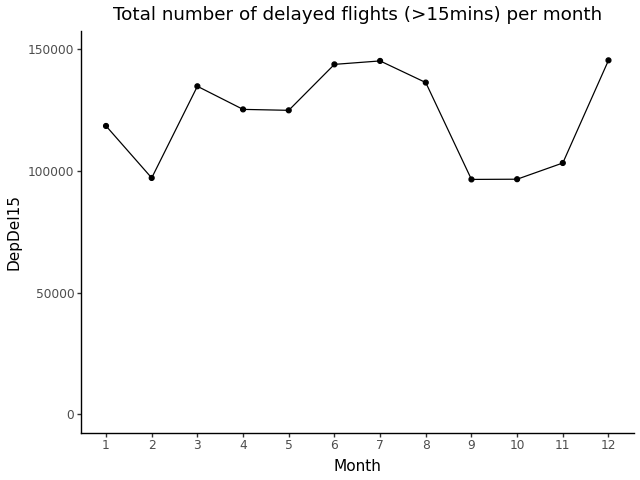 Total number of delayed flights (>15mins) per month
150000
100000
50000
0
DepDel15
1 2 3 4 5 6 7 8 9 10 11 12
Month